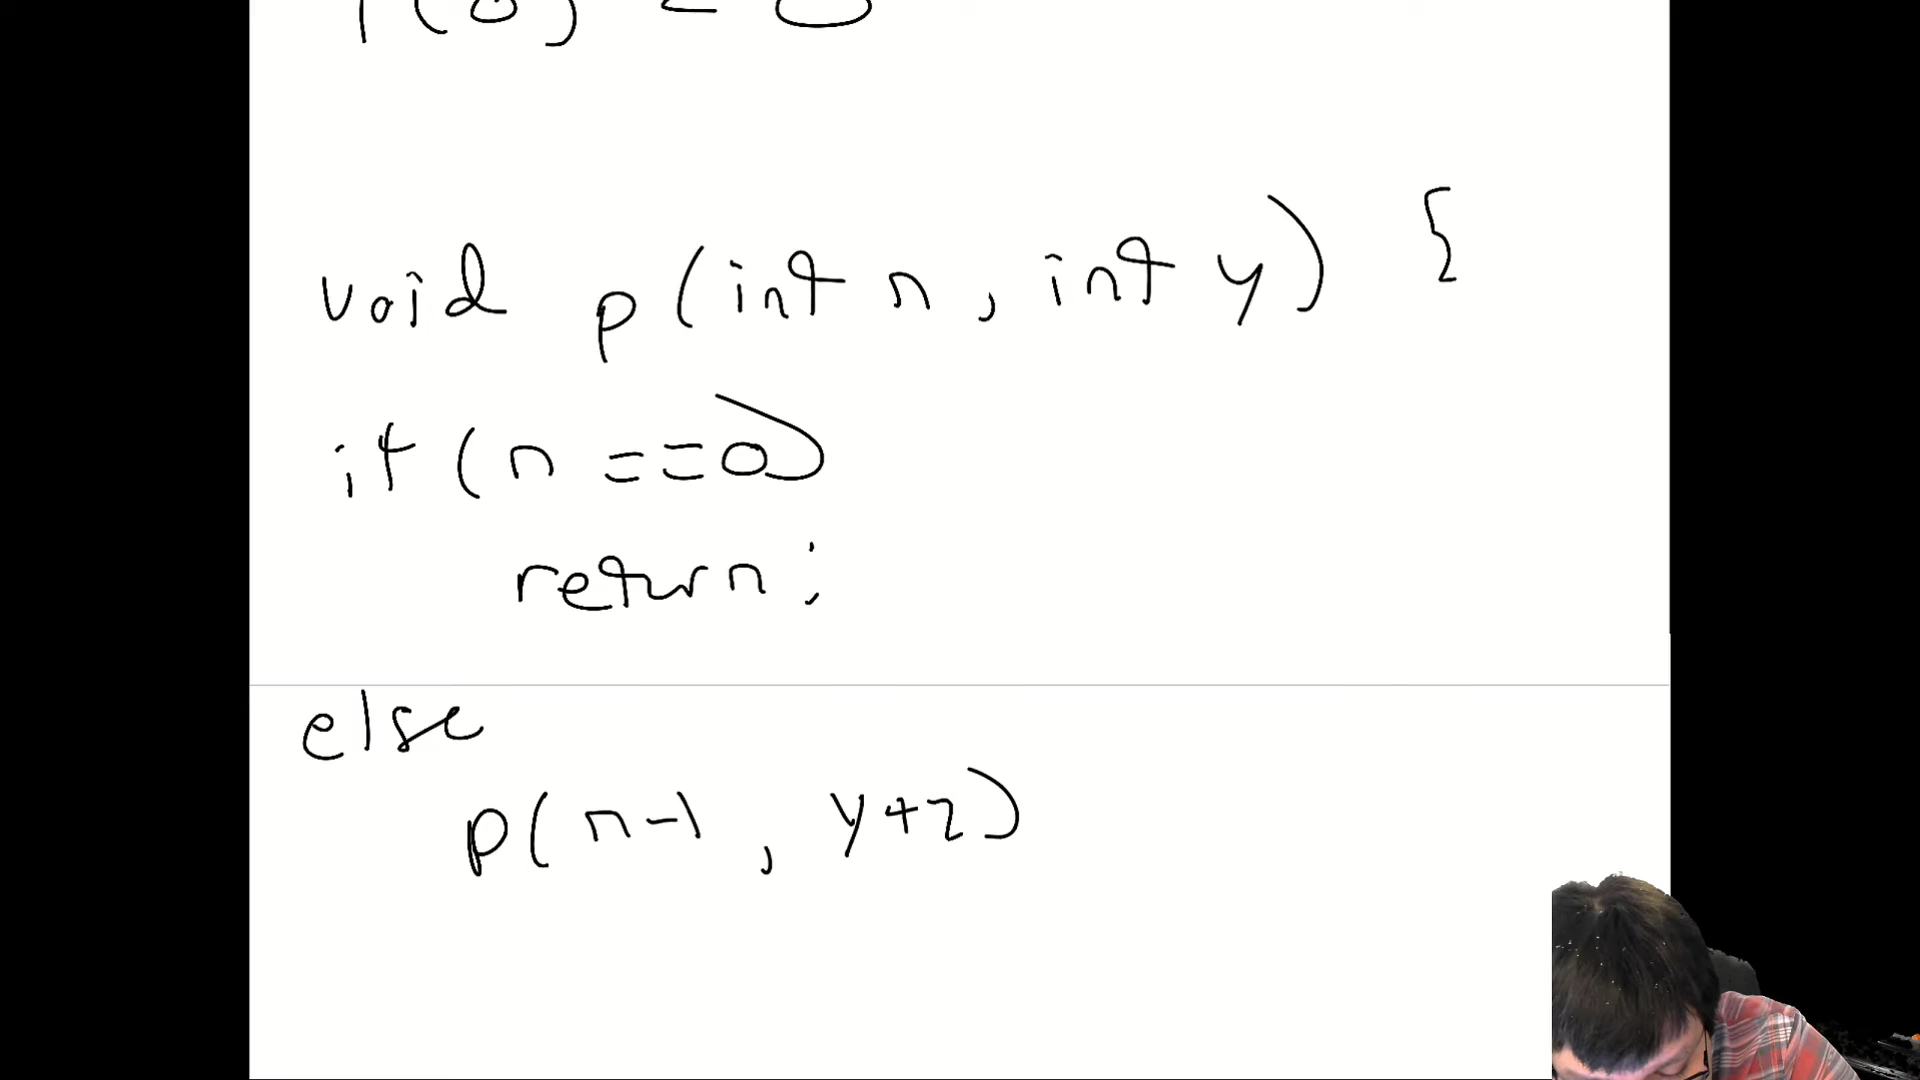 void p(int n, int y) {
if (n ==0)
return;
else
p( n-1 , y+2)